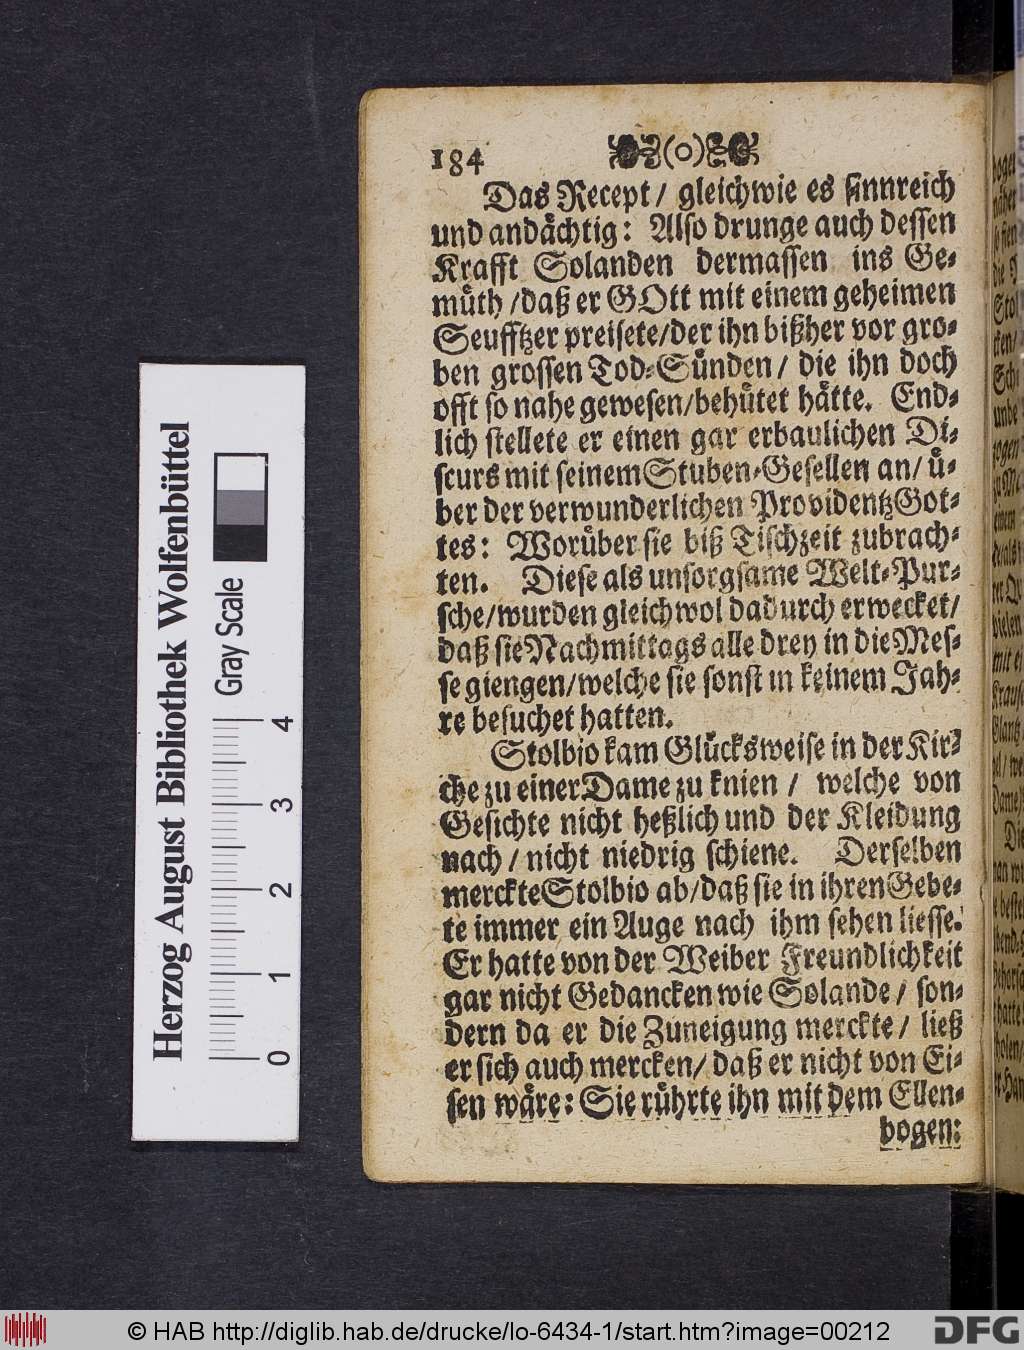 184 (o)
Das Recept / gleichwie es sinnreich
und andächtig: Also drunge auch dessen
Krafft Solanden dermassen ins Ge-
müth / daß er GOtt mit einem geheimen
Seufftzer preisete / der ihn bißher vor gro-
ben grossen Tod-Sünden / die ihn doch
offt so nahe gewesen / behütet hätte. End-
lich stellete er einen gar erbaulichen Di-
scurs mit seinem Stuben-Gesellen an / ü-
ber der verwunderlichen Providentz Got-
tes: Worüber sie biß Tischzeit zubrach-
ten. Diese als unsorgsame Welt-Pur-
sche / wurden gleichwol dadurch erwecket /
daß sie Nachmittags alle drey in die Mes-
se giengen / welche sie sonst in keinem Jah-
re besuchet hatten.
Stolbio kam Glücksweise in der Kir-
che zu einer Dame zu knien / welche von
Gesichte nicht heßlich und der Kleidung
nach / nicht niedrig schiene. Derselben
merckte Stolbio ab / daß sie in ihren Gebe-
te immer ein Auge nach ihm sehen liesse.
Er hatte von der Weiber Freundlichkeit
gar nicht Gedancken wie Solande / son-
dern da er die Zuneigung merckte / ließ
er sich auch mercken / daß er nicht von Ei-
sen wäre: Sie rührte ihn mit dem Ellen-
bogen:
Herzog August Bibliothek Wolfenbüttel
Gray Scale
0 1 2 3 4
© HAB http://diglib.hab.de/drucke/lo-6434-1/start.htm?image=00212
DFG